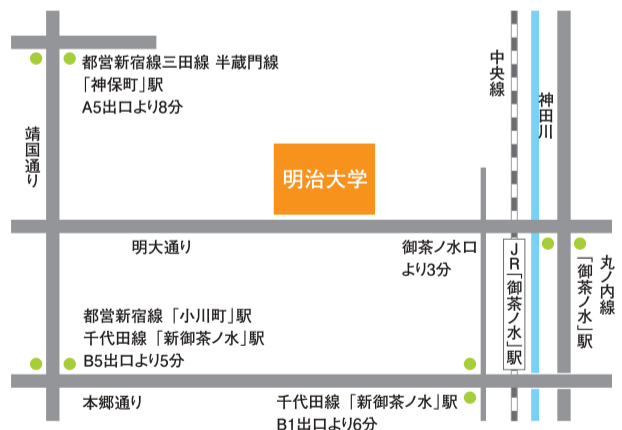 都営新宿線三田線 半蔵門線
「神保町」駅
A5出口より8分
中央線
神田川
靖国通り
明治大学
明大通り
御茶ノ水口
より3分
JR「御茶ノ水」駅
丸ノ内線
「御茶ノ水」駅
都営新宿線 「小川町」駅
千代田線 「新御茶ノ水」駅
B5出口より5分
本郷通り
千代田線 「新御茶ノ水」駅
B1出口より6分